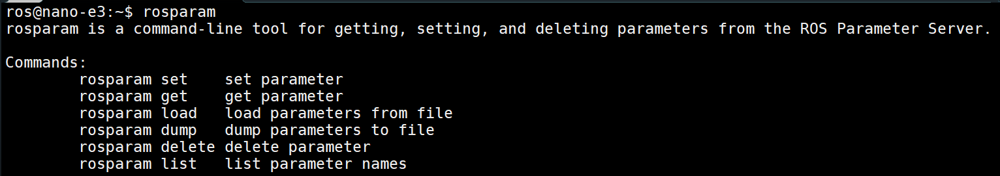 ros@nano-e3:~$ rosparam
rosparam is a command-line tool for getting, setting, and deleting parameters from the ROS Parameter Server.

Commands:
        rosparam set    set parameter
        rosparam get    get parameter
        rosparam load   load parameters from file
        rosparam dump   dump parameters to file
        rosparam delete delete parameter
        rosparam list   list parameter names